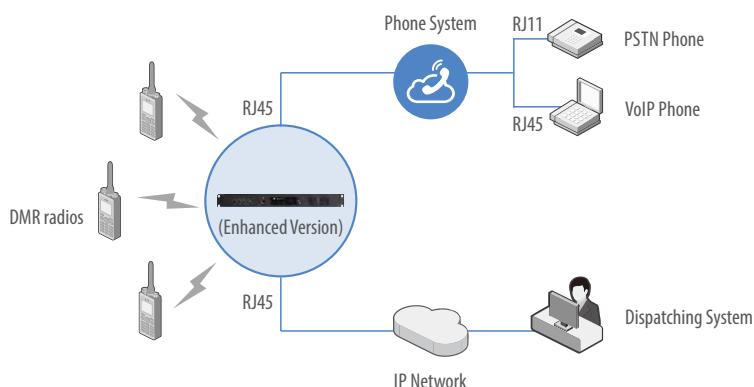 Phone System
RJ11
PSTN Phone
RJ45
RJ45
VoIP Phone
DMR radios
(Enhanced Version)
RJ45
Dispatching System
IP Network